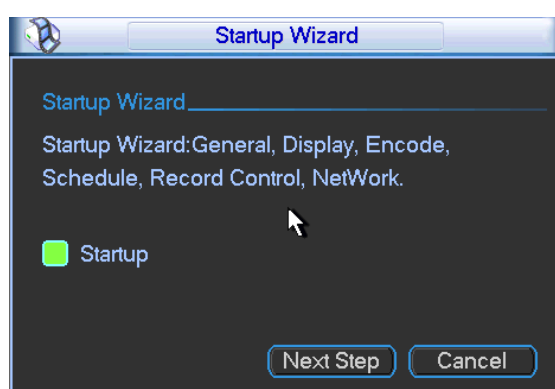 Startup Wizard
Startup Wizard
Startup Wizard:General, Display, Encode,
Schedule, Record Control, NetWork.
Startup
Next Step
Cancel